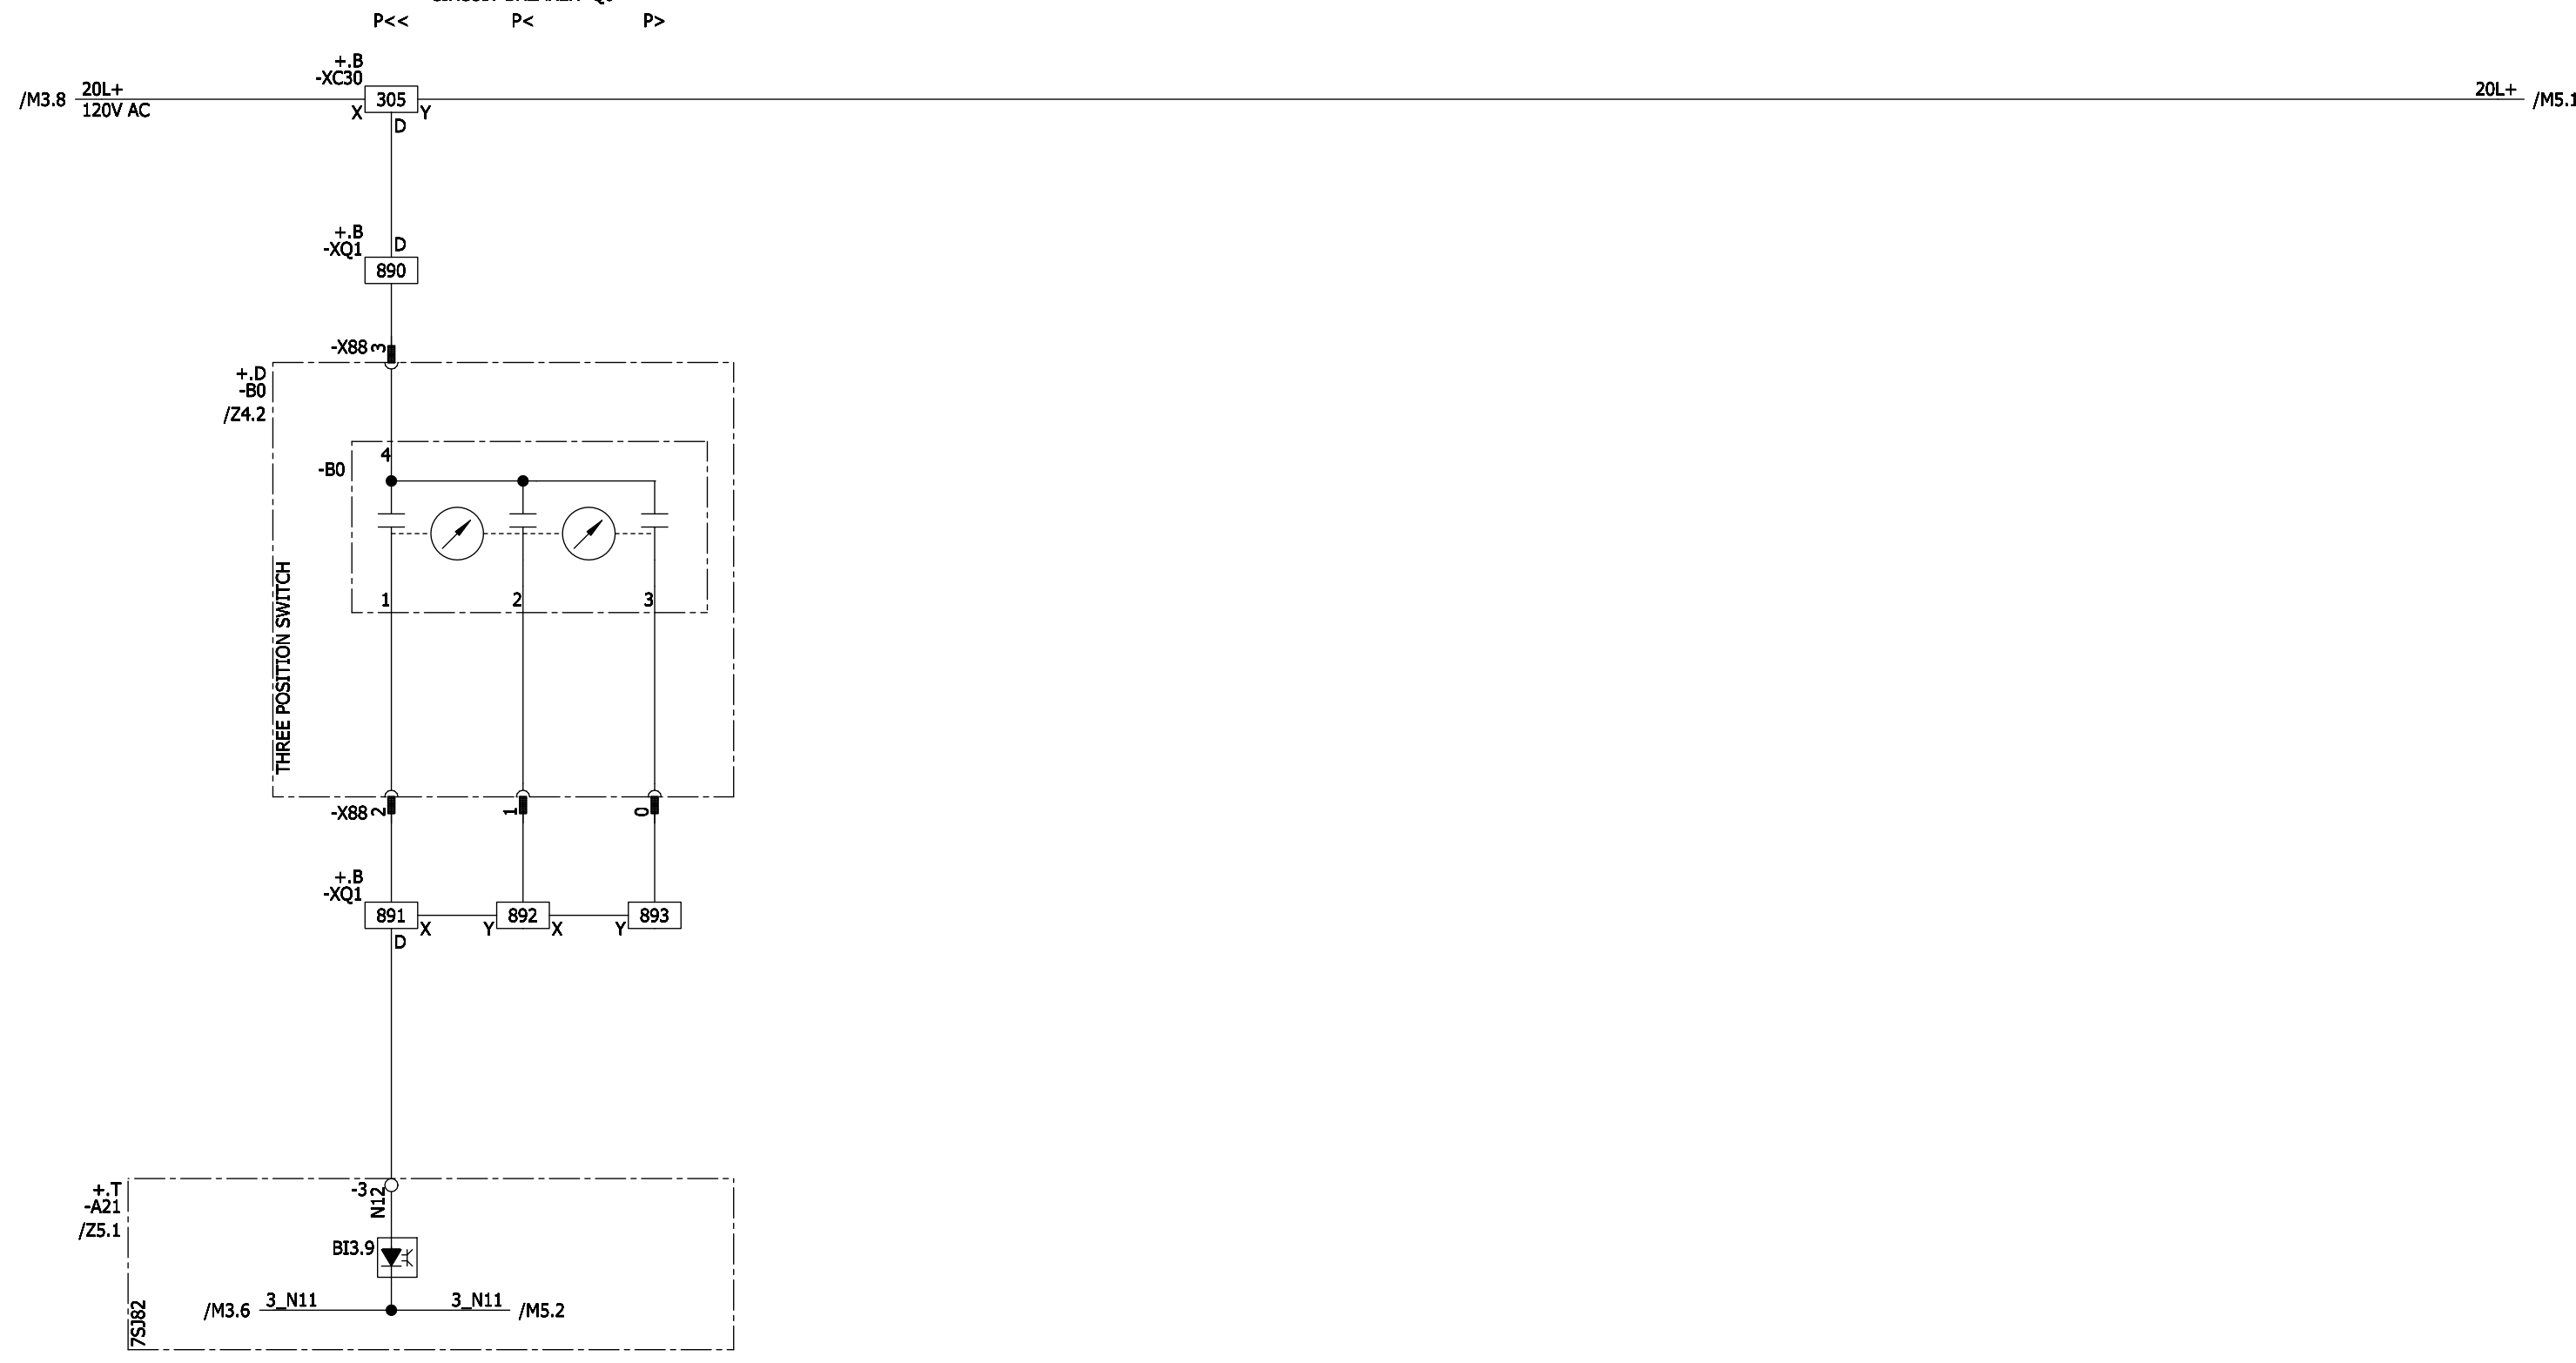 P<< P< P>
+.B
-XC30
/M3.8 20L+ 305 20L+ /M5.1
120V AC X Y
D
+.B
-XQ1 D
890
-X88 3
+.D
-B0
/Z4.2
4
-B0
THREE POSITION SWITCH
1 2 3
-X88 2 1 0
+.B
-XQ1
891 892 893
X Y X Y
D
+.T
-A21
/Z5.1
-3
N12
BI3.9
/M3.6 3_N11 3_N11 /M5.2
7SJ82